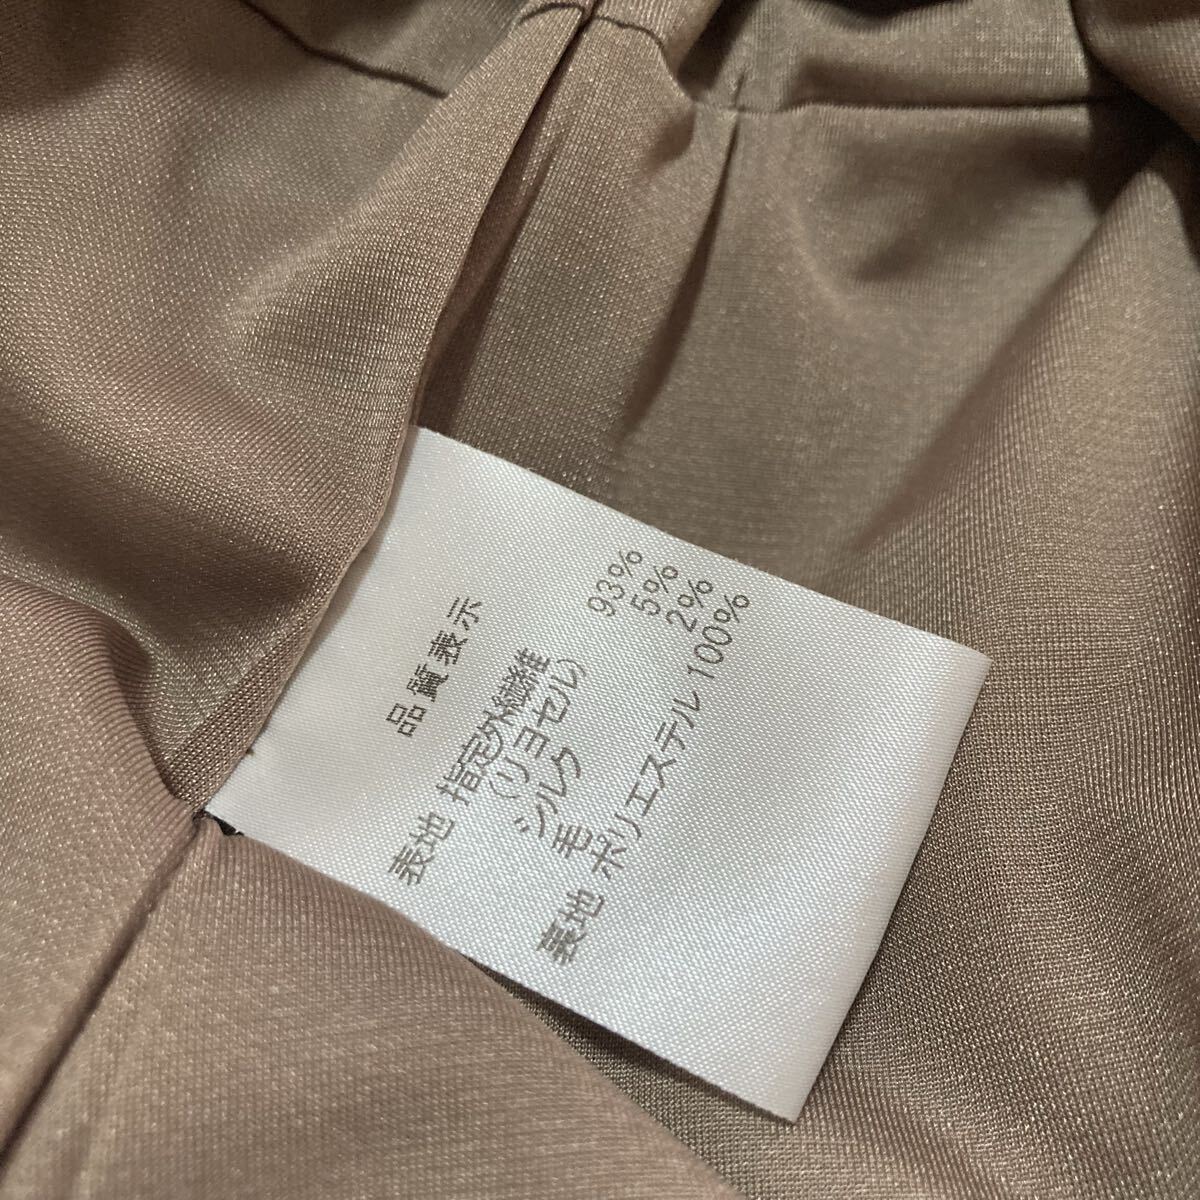 品質表示
表地 指定外繊維 93%
(リヨセル)
シルク 5%
毛 2%
表地 ポリエステル 100%